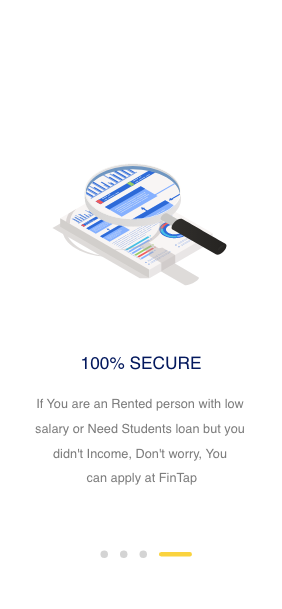 100% SECURE
If You are an Rented person with low
salary or Need Students loan but you
didn't Income, Don't worry, You
can apply at FinTap